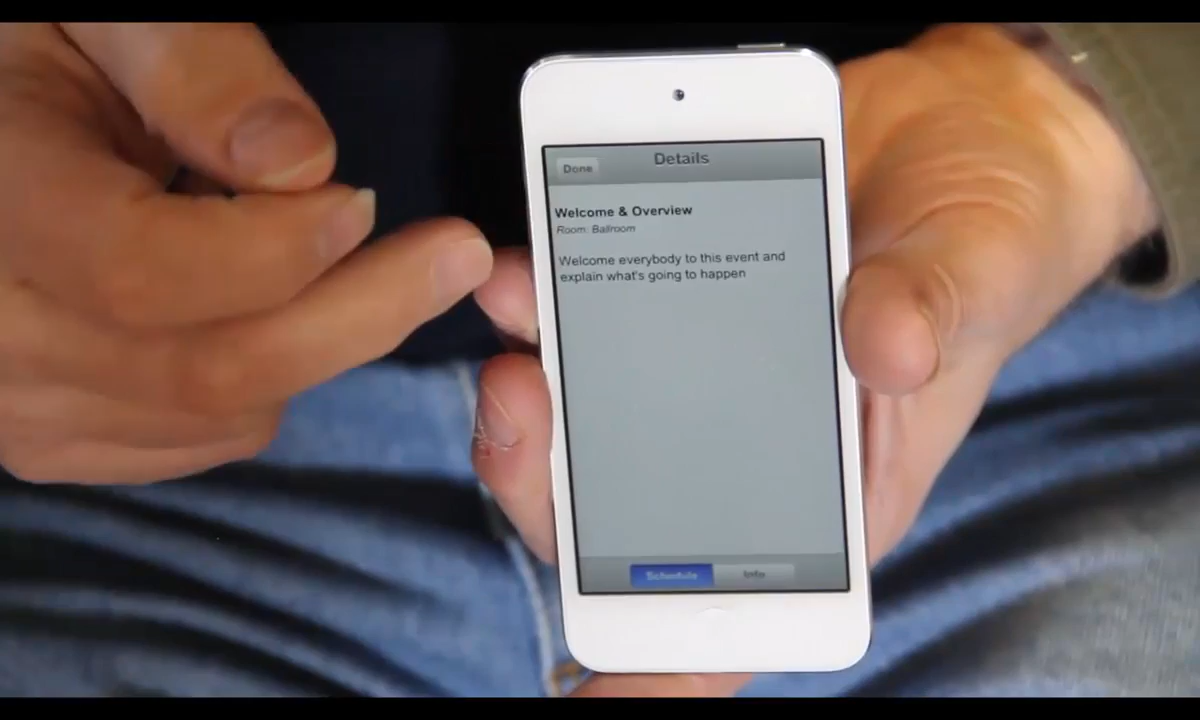 Details
Done
Welcome & Overview
Room: Ballroom
Welcome everybody to this event and
explain what's going to happen
Schedule
Info